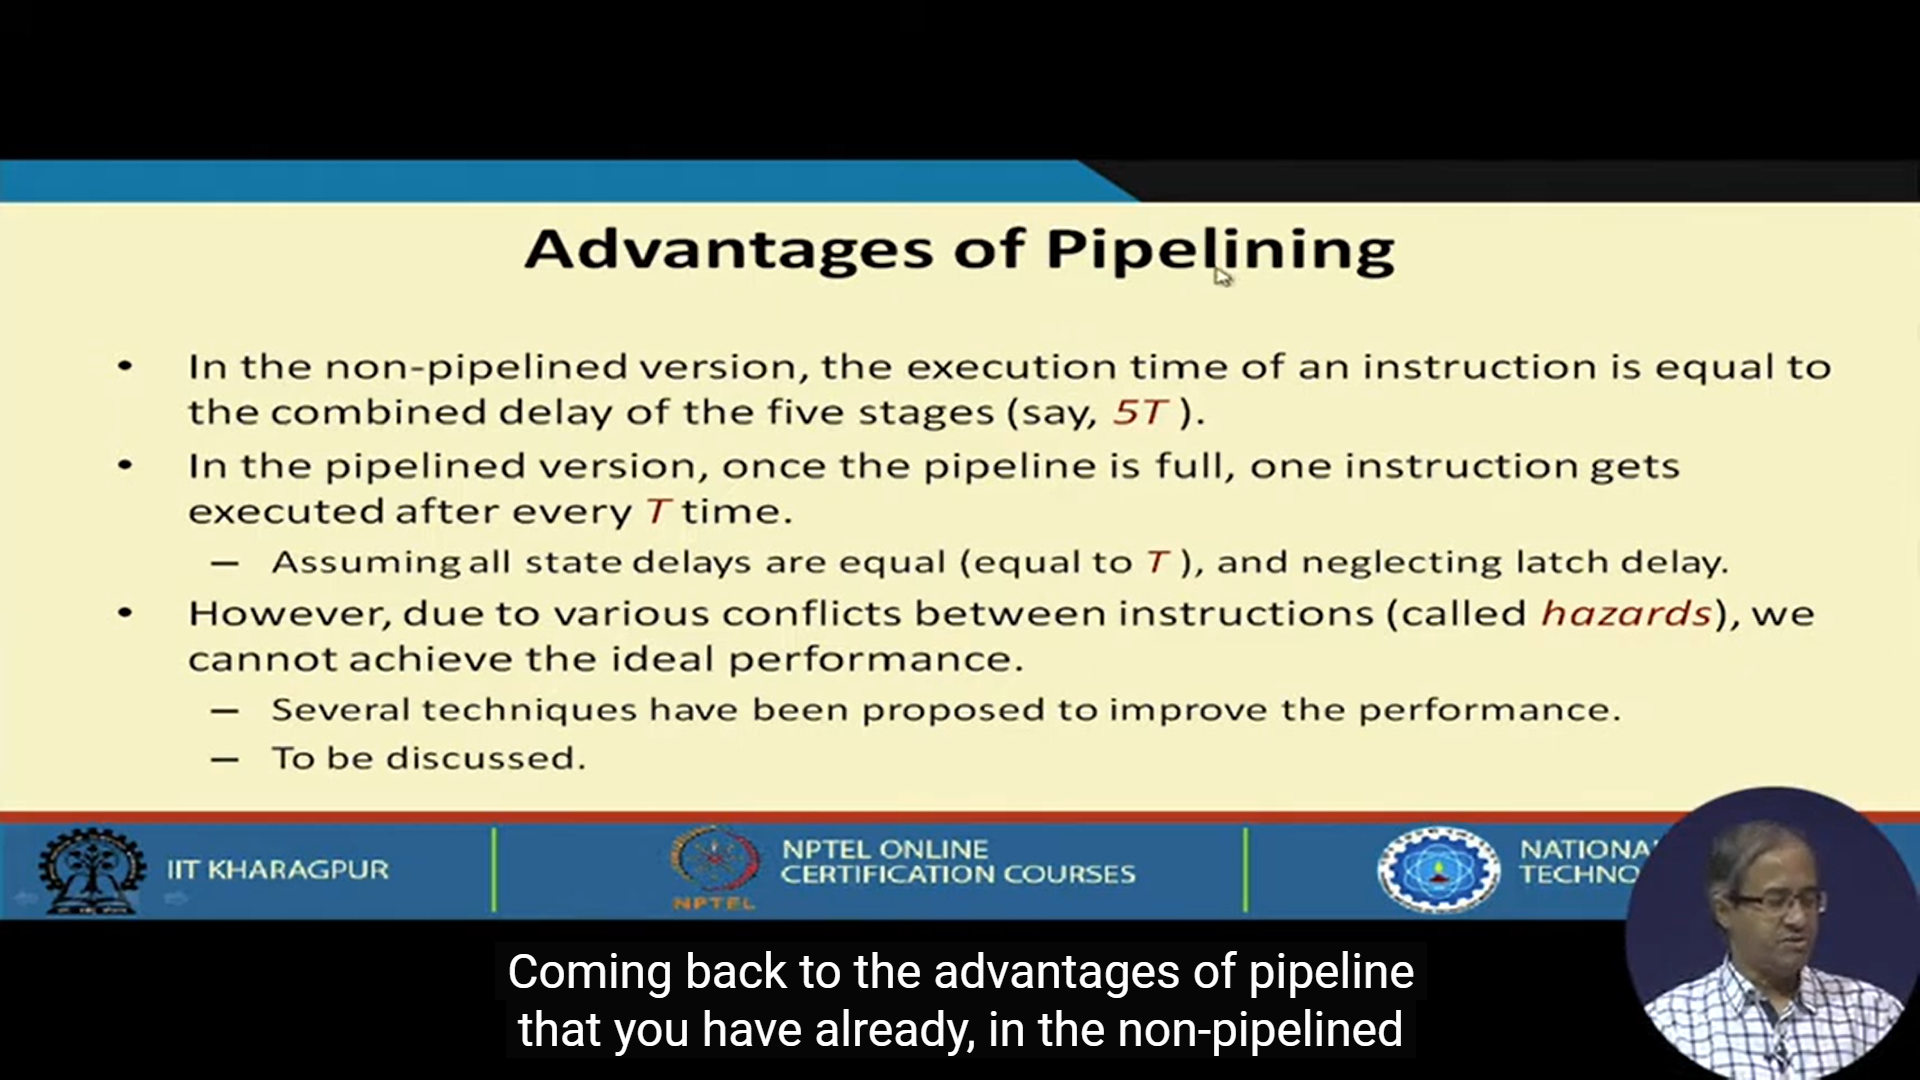 Advantages of Pipelining
• In the non-pipelined version, the execution time of an instruction is equal to
the combined delay of the five stages (say, 5T ).
• In the pipelined version, once the pipeline is full, one instruction gets
executed after every T time.
– Assuming all state delays are equal (equal to T ), and neglecting latch delay.
• However, due to various conflicts between instructions (called hazards), we
cannot achieve the ideal performance.
– Several techniques have been proposed to improve the performance.
– To be discussed.
IIT KHARAGPUR
NPTEL
NPTEL ONLINE
CERTIFICATION COURSES
Coming back to the advantages of pipeline
that you have already, in the non-pipelined